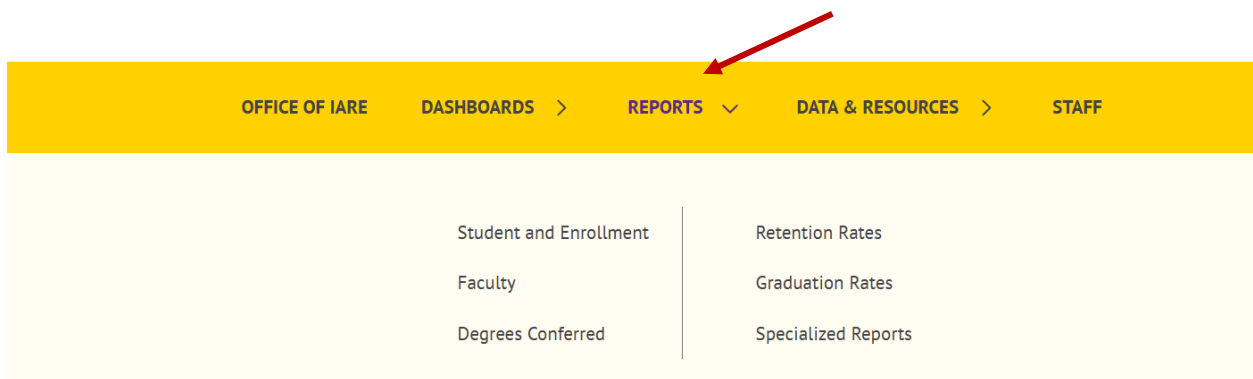 OFFICE OF IARE DASHBOARDS REPORTS DATA & RESOURCES STAFF
Student and Enrollment
Faculty
Degrees Conferred
Retention Rates
Graduation Rates
Specialized Reports